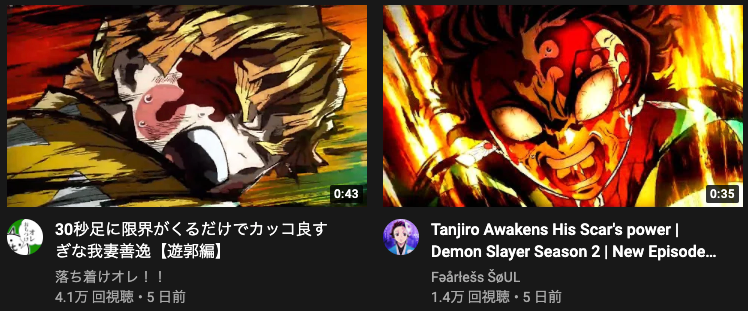 0:43
0:35
30秒足に限界がくるだけでカッコ良す
ぎな我妻善逸【遊郭編】
落ち着けオレ！！
4.1万 回視聴・5 日前
Tanjiro Awakens His Scar's power |
Demon Slayer Season 2 | New Episode...
Fəårłešs ŠøUL
1.4万 回視聴・5 日前